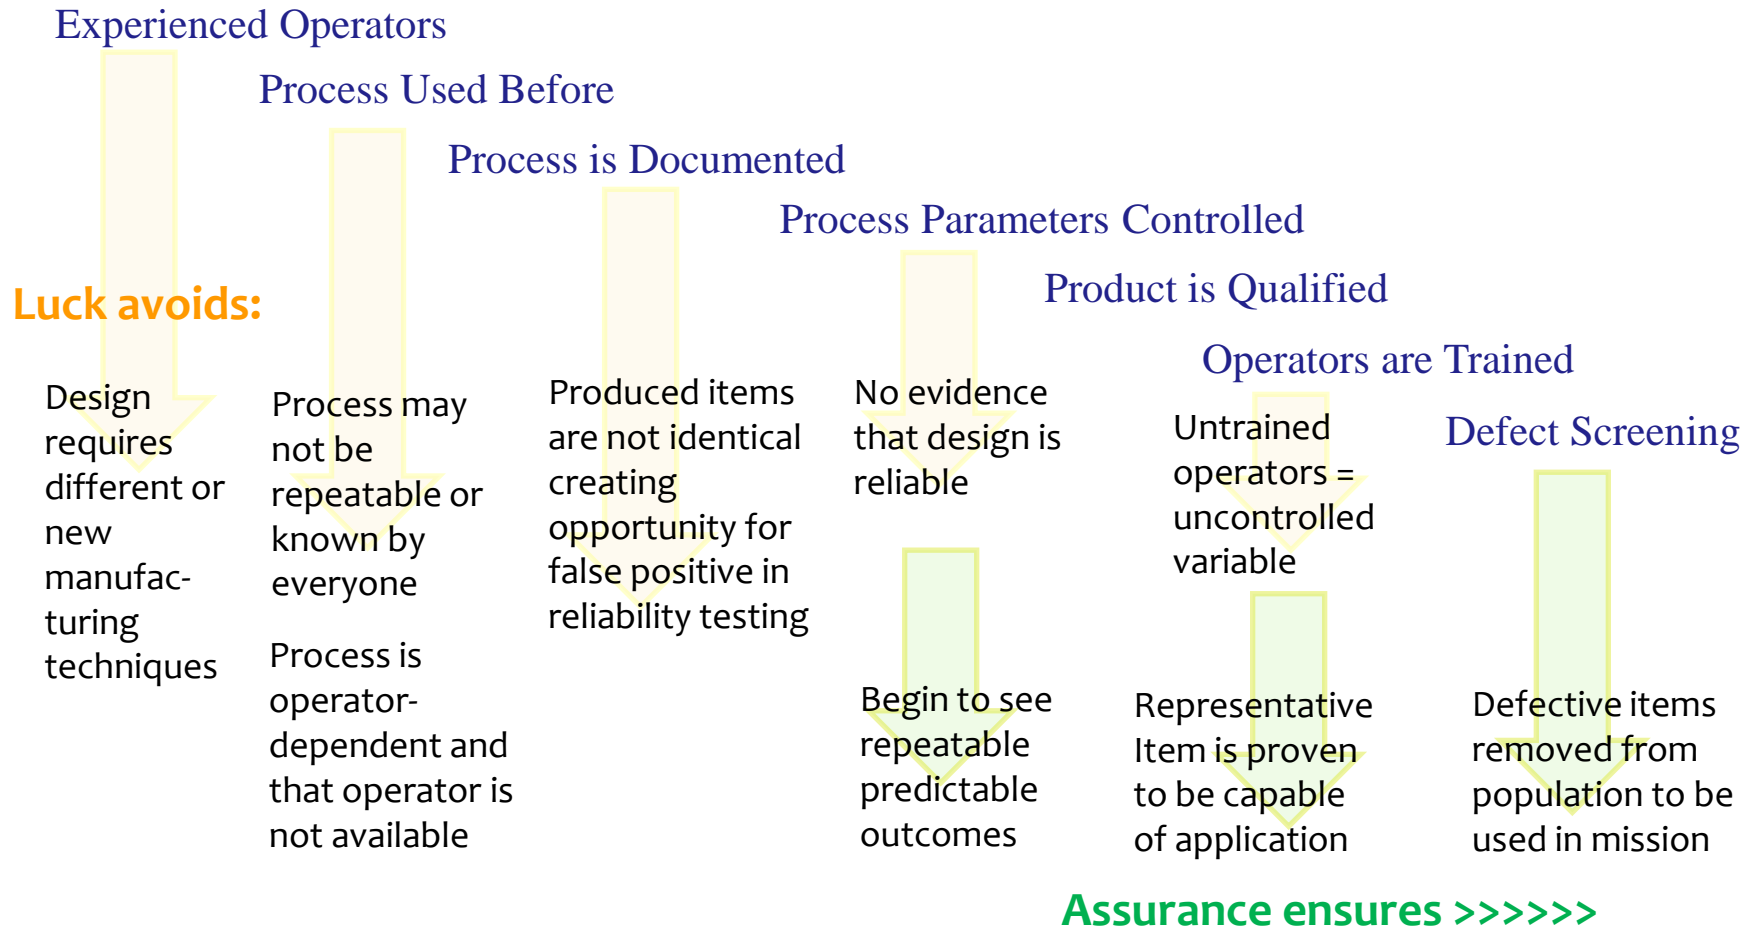 Experienced Operators
Process Used Before
Process is Documented
Process Parameters Controlled
Product is Qualified
Operators are Trained
Defect Screening
Luck avoids:
Design
requires
different or
new
manufac-
turing
techniques
Process may
not be
repeatable or
known by
everyone
Process is
operator-
dependent and
that operator is
not available
Produced items
are not identical
creating
opportunity for
false positive in
reliability testing
No evidence
that design is
reliable
Untrained
operators =
uncontrolled
variable
Begin to see
repeatable
predictable
outcomes
Representative
Item is proven
to be capable
of application
Defective items
removed from
population to be
used in mission
Assurance ensures >>>>>>